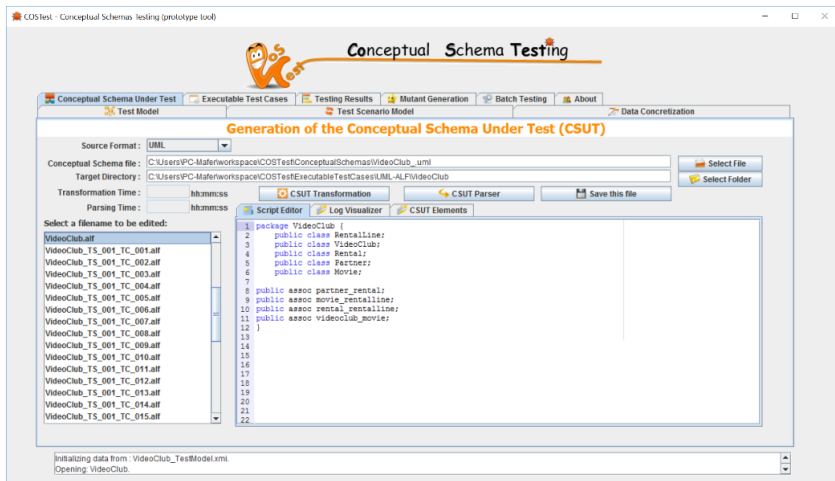 COSTest - Conceptual Schemas Testing (prototype tool)
CosTest
Conceptual Schema Testing
Conceptual Schema Under Test Executable Test Cases Testing Results Mutant Generation Batch Testing About
Test Model Test Scenario Model Data Concretization
Generation of the Conceptual Schema Under Test (CSUT)
Source Format : UML
Conceptual Schema file : C:\Users\PC-Mafer\workspace\COSTest\ConceptualSchemas\VideoClub_.uml Select File
Target Directory : C:\Users\PC-Mafer\workspace\COSTest\ExecutableTestCases\UML-ALF\VideoClub Select Folder
Transformation Time : hh:mm:ss CSUT Transformation CSUT Parser Save this file
Parsing Time : hh:mm:ss Script Editor Log Visualizer CSUT Elements
Select a filename to be edited:
VideoClub.alf
VideoClub_TS_001_TC_001.alf
VideoClub_TS_001_TC_002.alf
VideoClub_TS_001_TC_003.alf
VideoClub_TS_001_TC_004.alf
VideoClub_TS_001_TC_005.alf
VideoClub_TS_001_TC_006.alf
VideoClub_TS_001_TC_007.alf
VideoClub_TS_001_TC_008.alf
VideoClub_TS_001_TC_009.alf
VideoClub_TS_001_TC_010.alf
VideoClub_TS_001_TC_011.alf
VideoClub_TS_001_TC_012.alf
VideoClub_TS_001_TC_013.alf
VideoClub_TS_001_TC_014.alf
VideoClub_TS_001_TC_015.alf
1 package VideoClub {
2 public class RentalLine;
3 public class VideoClub;
4 public class Rental;
5 public class Partner;
6 public class Movie;
7
8 public assoc partner_rental;
9 public assoc movie_rentalline;
10 public assoc rental_rentalline;
11 public assoc videoclub_movie;
12 }
13
14
15
16
17
18
19
20
21
22
Initializing data from : VideoClub_TestModel.xmi.
Opening: VideoClub.